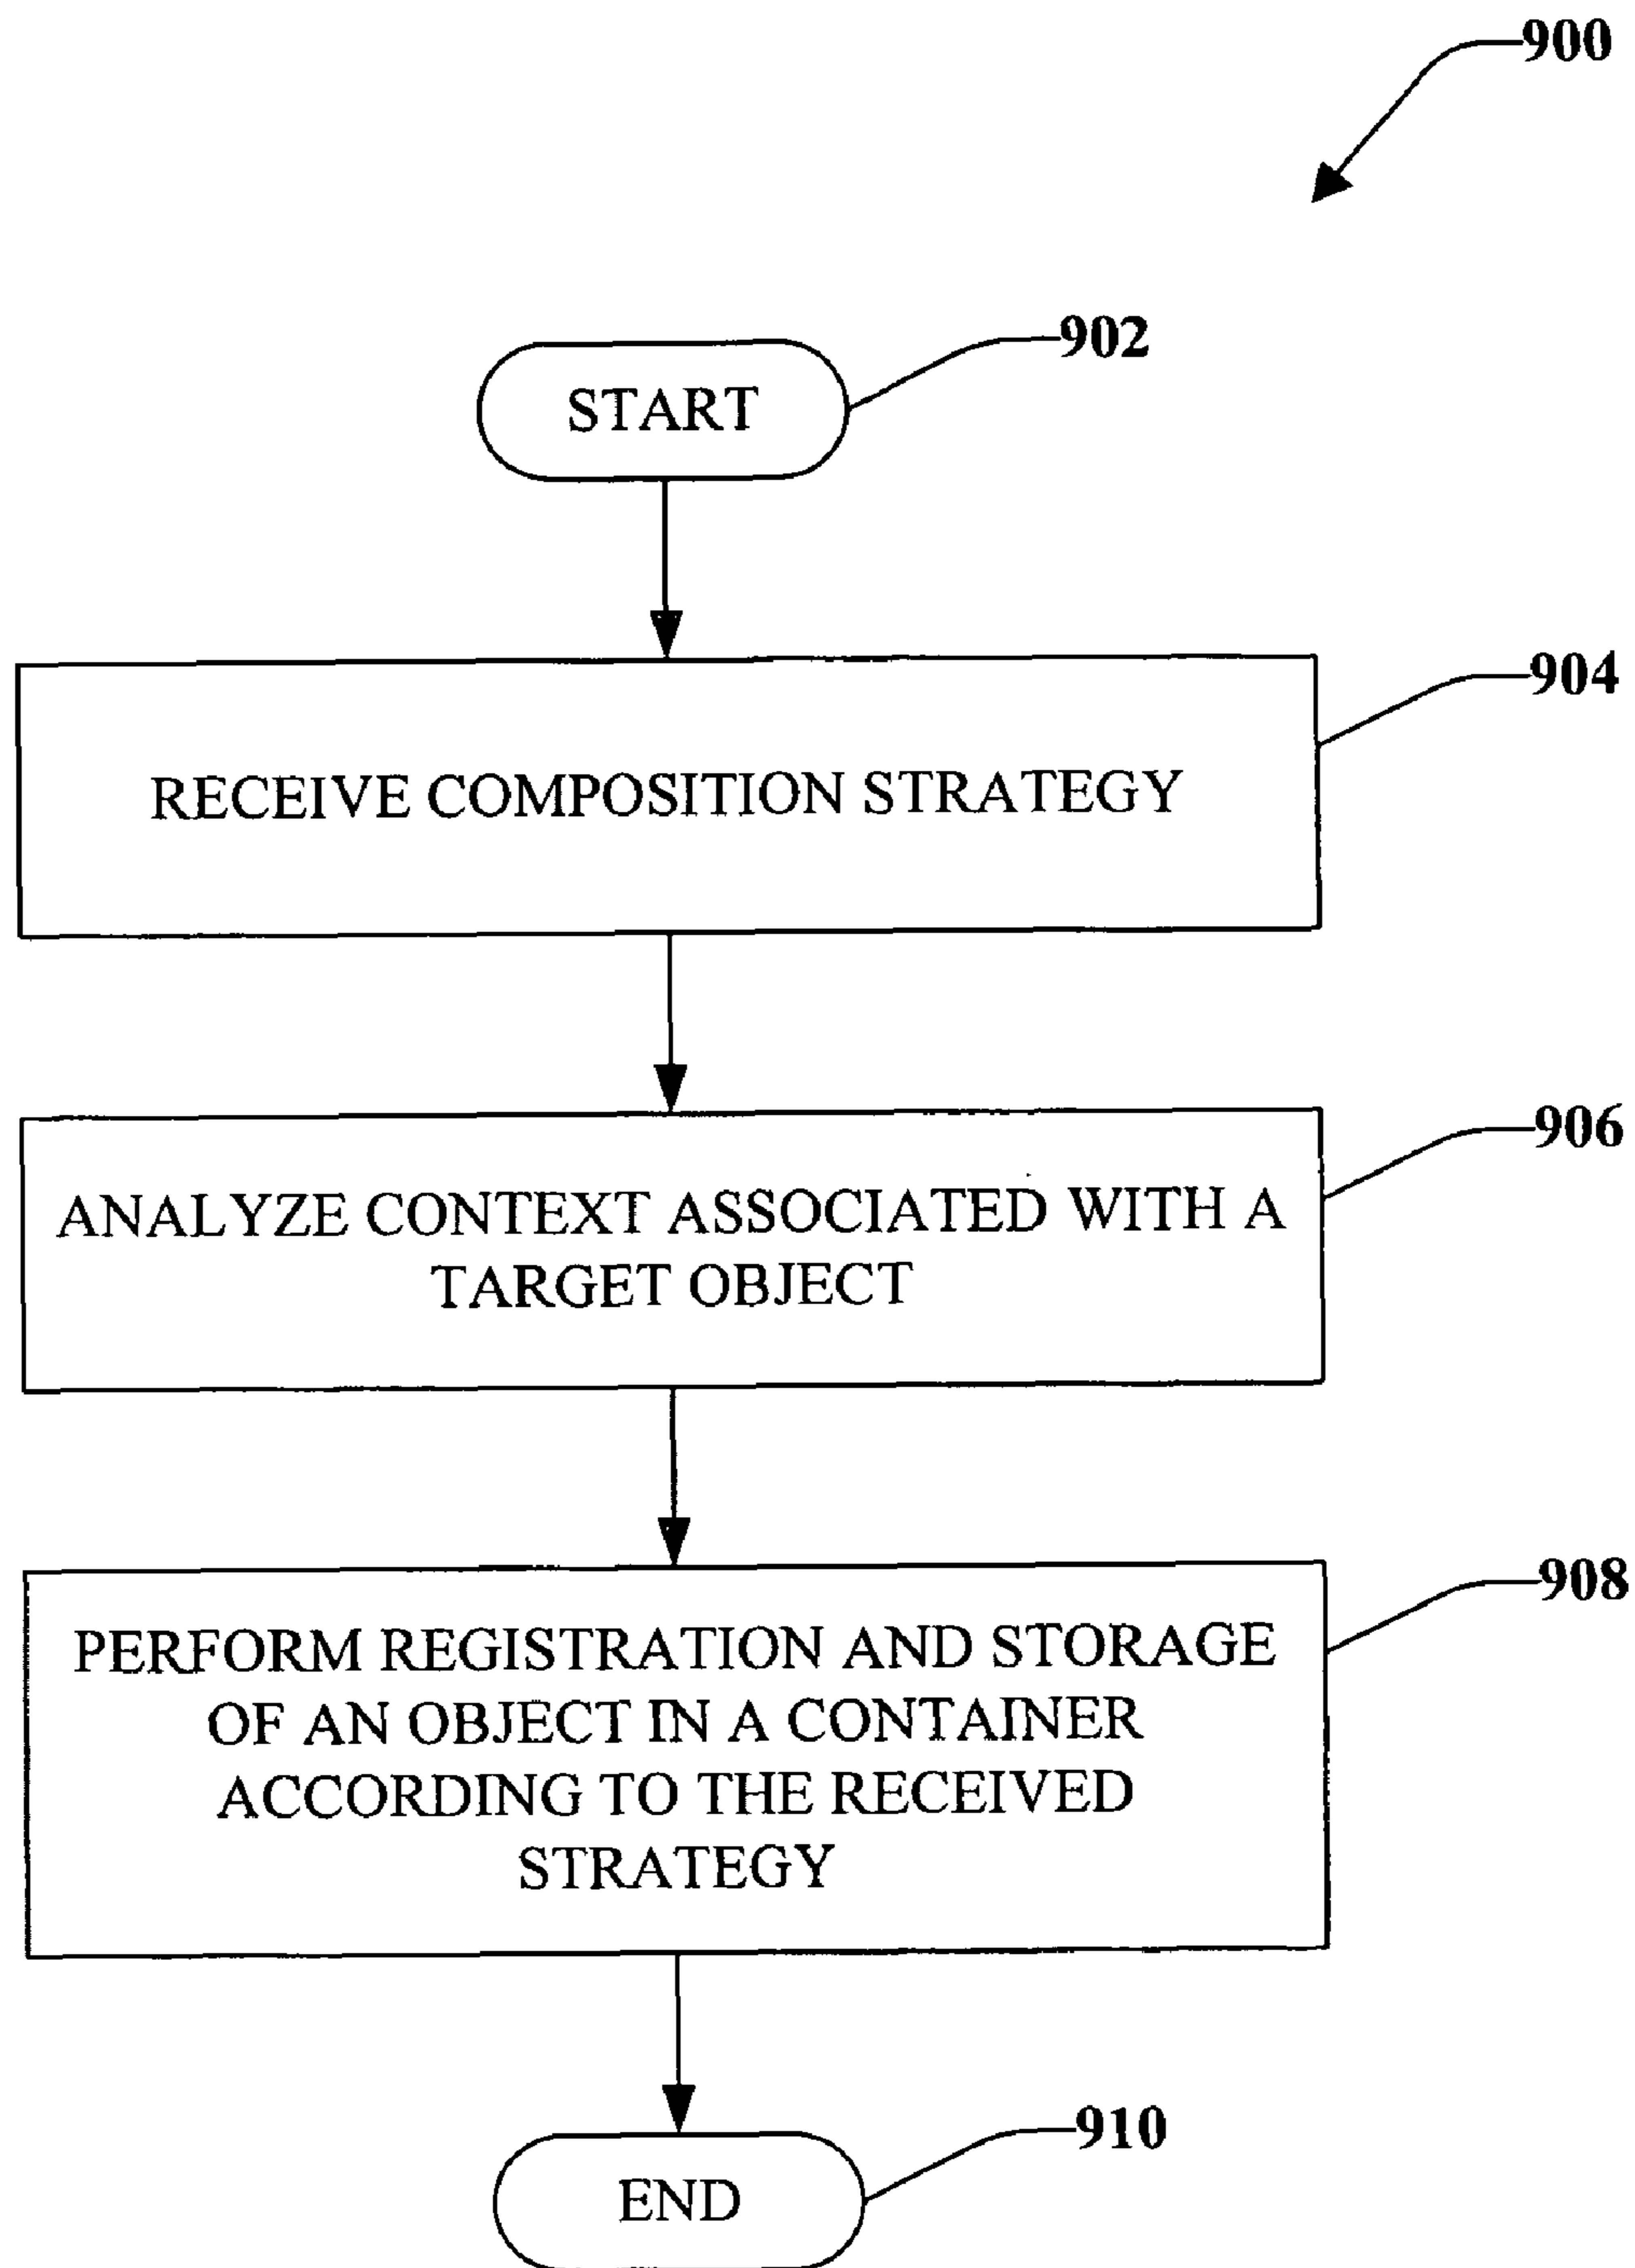 900
902
START
904
RECEIVE COMPOSITION STRATEGY
906
ANALYZE CONTEXT ASSOCIATED WITH A
TARGET OBJECT
908
PERFORM REGISTRATION AND STORAGE
OF AN OBJECT IN A CONTAINER
ACCORDING TO THE RECEIVED
STRATEGY
910
END